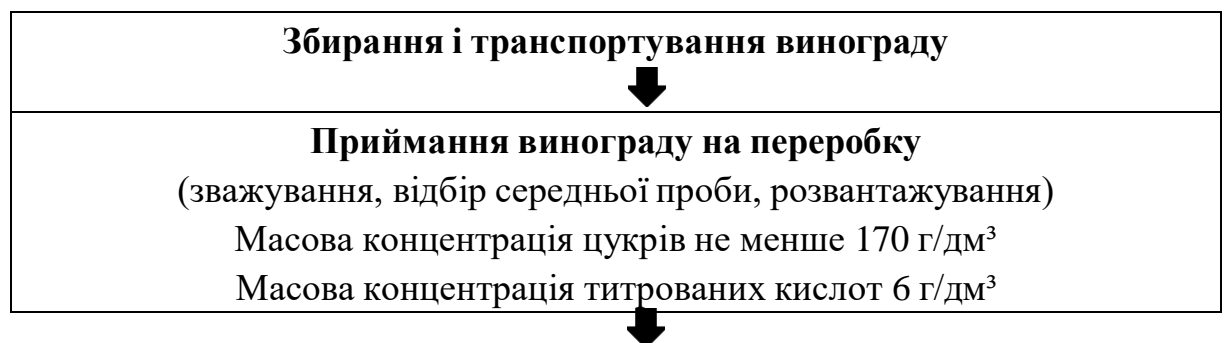 Збирання і транспортування винограду
Приймання винограду на переробку
(зважування, відбір середньої проби, розвантажування)
Масова концентрація цукрів не менше 170 г/дм³
Масова концентрація титрованих кислот 6 г/дм³